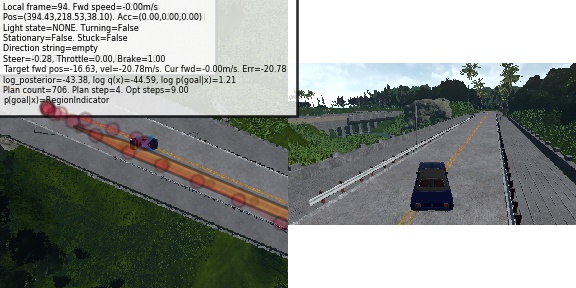 Local frame=94. Fwd speed=-0.00m/s
Pos=(394.43,218.53,38.10). Acc=(0.00,0.00,0.00)
Light state=NONE. Turning=False
Stationary=False. Stuck=False
Direction string=empty
Steer=-0.28, Throttle=0.00, Brake=1.00
Target fwd pos=-16.63, vel=-20.78m/s. Cur fwd=-0.00m/s. Err=-20.78
log_posterior=-43.38, log q(x)=-44.59, log p(goal|x)=1.21
Plan count=706. Plan step=4. Opt steps=9.00
p(goal|x)=RegionIndicator